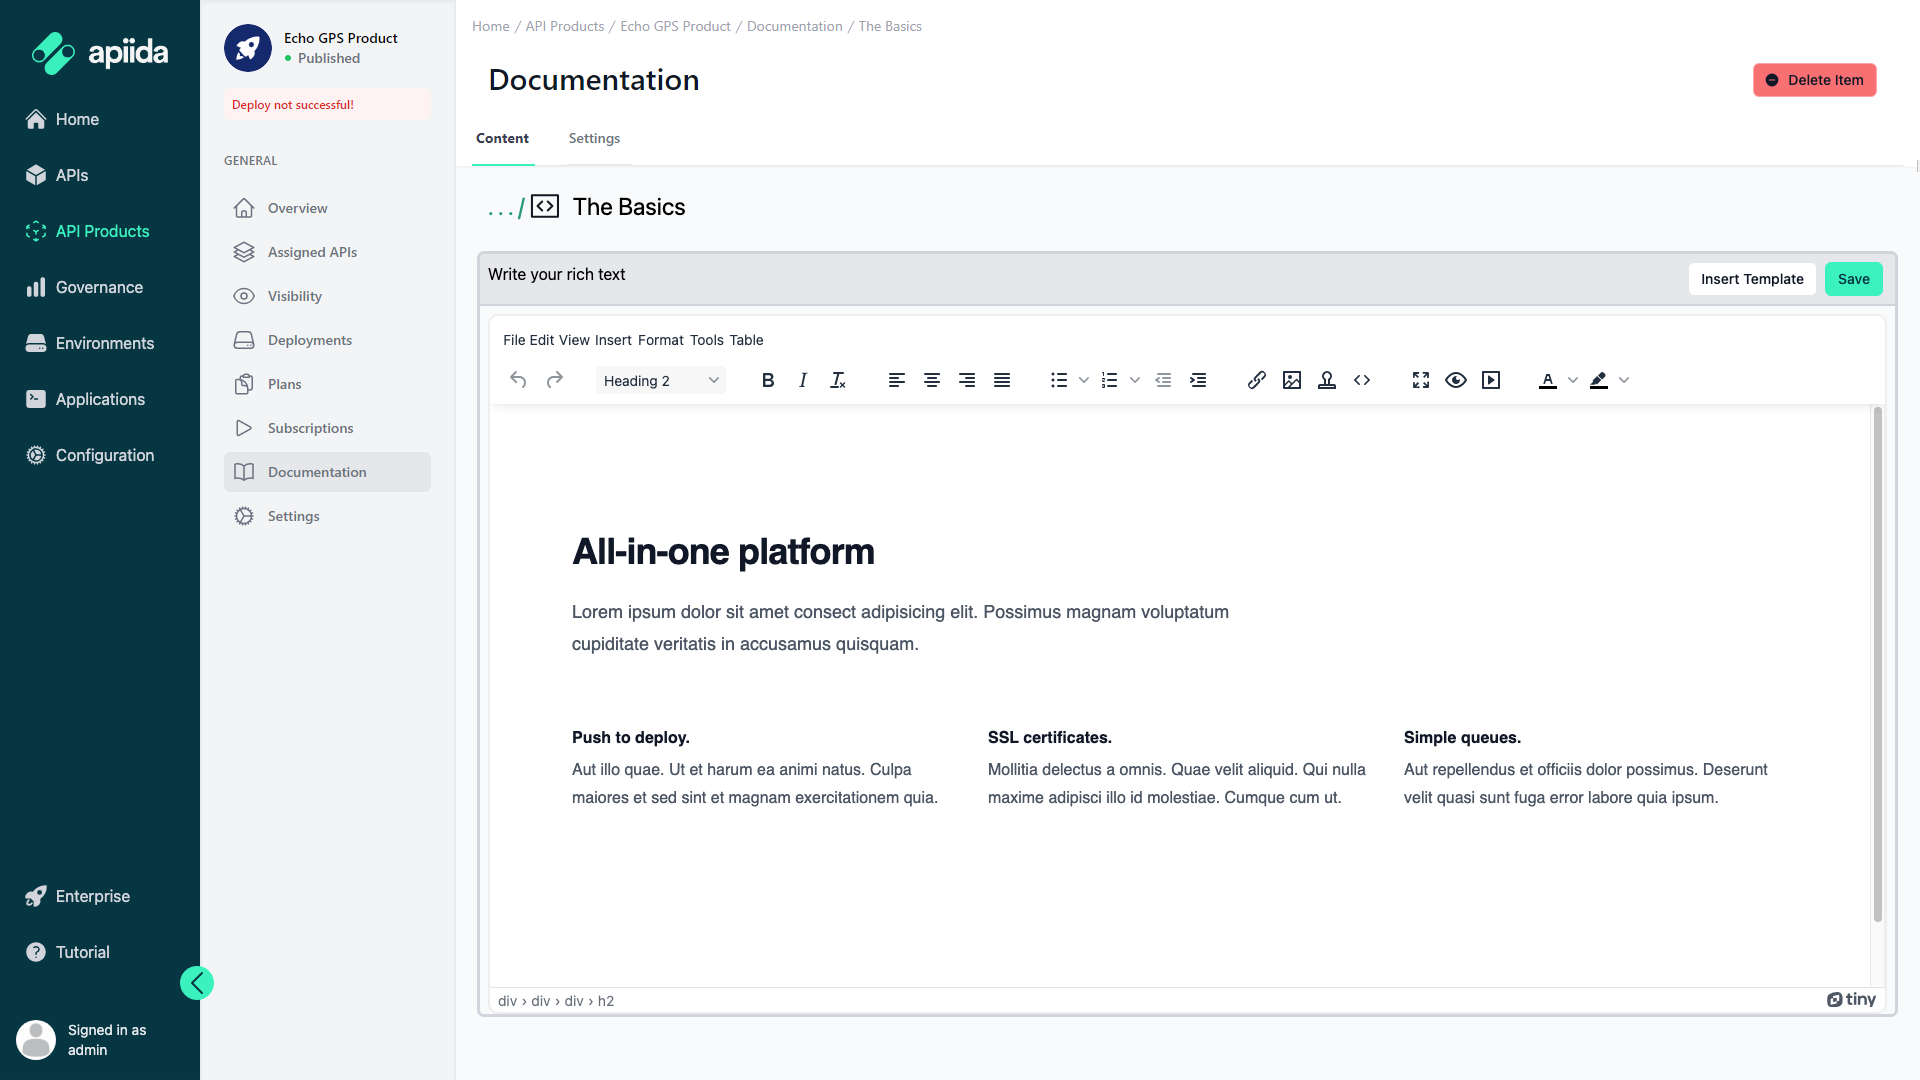 apiida
Home
APIs
API Products
Governance
Environments
Applications
Configuration
Enterprise
Tutorial
Signed in as
admin
Echo GPS Product
Published
Deploy not successful!
GENERAL
Overview
Assigned APIs
Visibility
Deployments
Plans
Subscriptions
Documentation
Settings
Home / API Products / Echo GPS Product / Documentation / The Basics
Documentation
Delete Item
Content
Settings
.../ The Basics
Write your rich text
Insert Template
Save
File Edit View Insert Format Tools Table
Heading 2
All-in-one platform
Lorem ipsum dolor sit amet consect adipisicing elit. Possimus magnam voluptatum
cupiditate veritatis in accusamus quisquam.
Push to deploy.
Aut illo quae. Ut et harum ea animi natus. Culpa
maiores et sed sint et magnam exercitationem quia.
SSL certificates.
Mollitia delectus a omnis. Quae velit aliquid. Qui nulla
maxime adipisci illo id molestiae. Cumque cum ut.
Simple queues.
Aut repellendus et officiis dolor possimus. Deserunt
velit quasi sunt fuga error labore quia ipsum.
div › div › div › h2
tiny